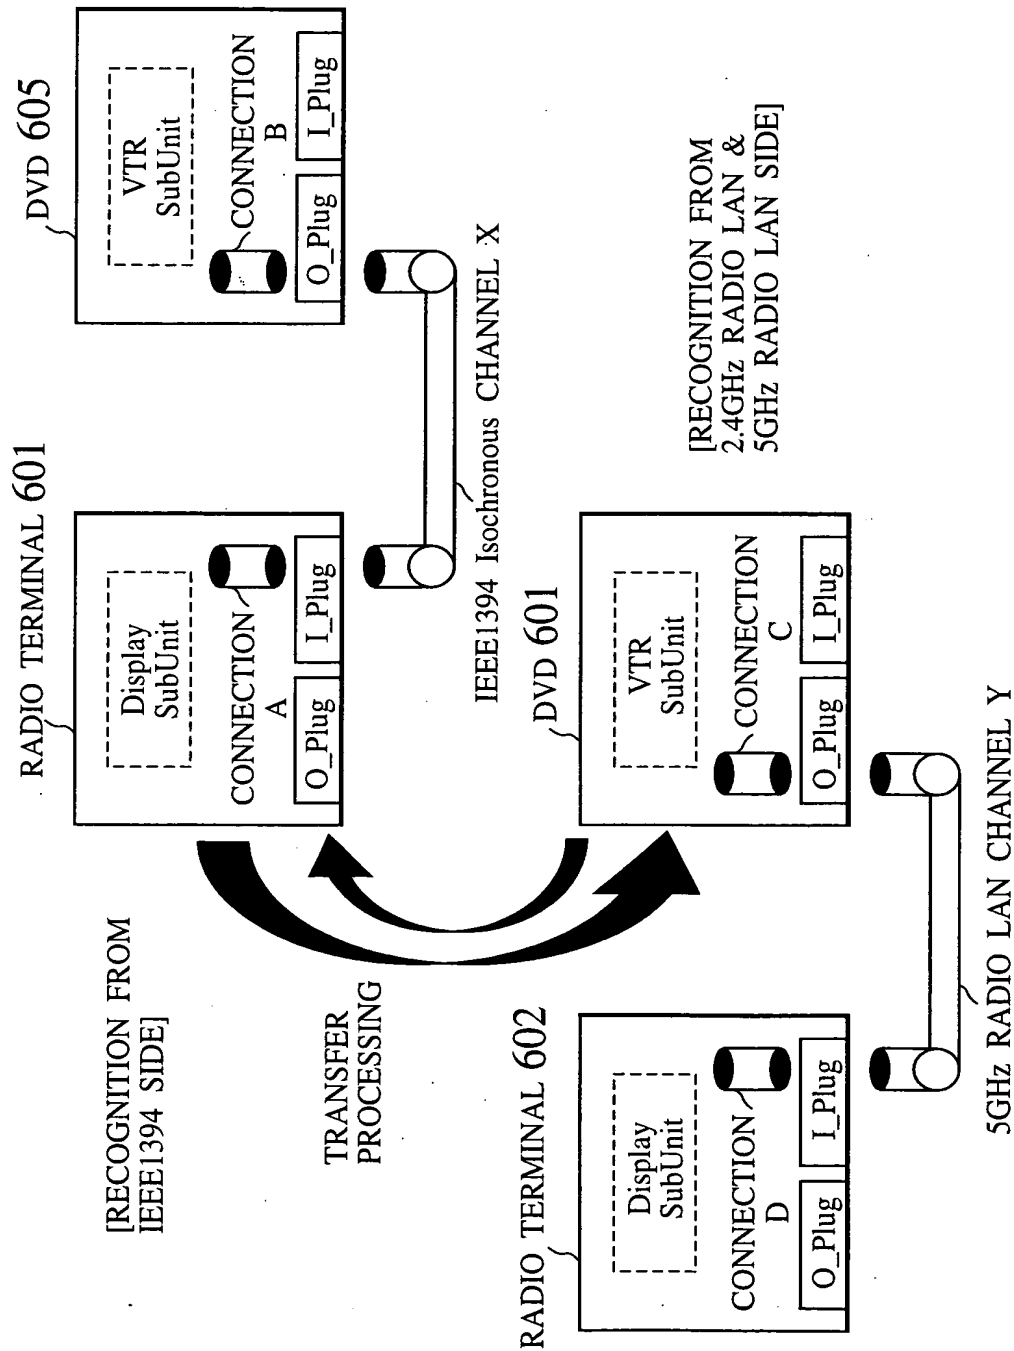 [RECOGNITION FROM
IEEE1394 SIDE]
RADIO TERMINAL 601
Display
SubUnit
CONNECTION
A
O_Plug
I_Plug
DVD 605
VTR
SubUnit
CONNECTION
B
O_Plug
I_Plug
IEEE1394 Isochronous CHANNEL X
TRANSFER
PROCESSING
RADIO TERMINAL 602
Display
SubUnit
CONNECTION
D
O_Plug
I_Plug
DVD 601
VTR
SubUnit
CONNECTION
C
O_Plug
I_Plug
5GHz RADIO LAN CHANNEL Y
[RECOGNITION FROM
2.4GHz RADIO LAN &
5GHz RADIO LAN SIDE]